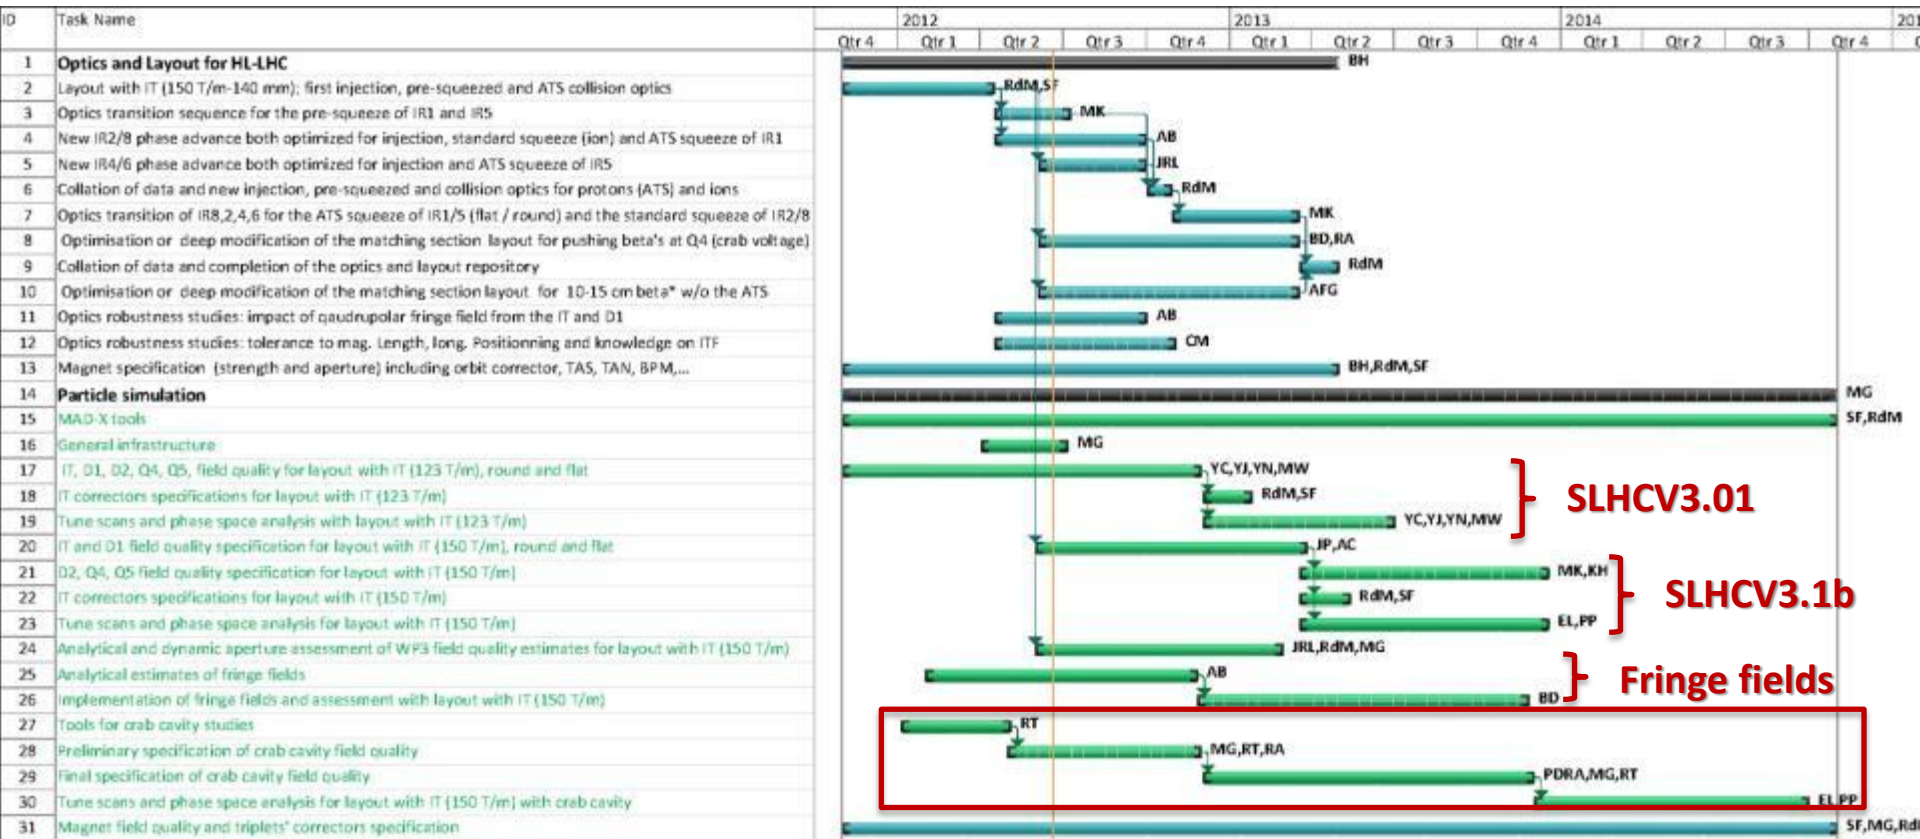 ID Task Name 2012 2013 2014 201
Qtr 4 Qtr 1 Qtr 2 Qtr 3 Qtr 4 Qtr 1 Qtr 2 Qtr 3 Qtr 4 Qtr 1 Qtr 2 Qtr 3 Qtr 4
1 Optics and Layout for HL-LHC BH
2 Layout with IT (150 T/m-140 mm); first injection, pre-squeezed and ATS collision optics RdM,SF
3 Optics transition sequence for the pre-squeeze of IR1 and IR5 MK
4 New IR2/8 phase advance both optimized for injection, standard squeeze (ion) and ATS squeeze of IR1 AB
5 New IR4/6 phase advance both optimized for injection and ATS squeeze of IR5 JRL
6 Collation of data and new injection, pre-squeezed and collision optics for protons (ATS) and ions RdM
7 Optics transition of IR8,2,4,6 for the ATS squeeze of IR1/5 (flat / round) and the standard squeeze of IR2/8 MK
8 Optimisation or deep modification of the matching section layout for pushing beta's at Q4 (crab voltage) BD,RA
9 Collation of data and completion of the optics and layout repository RdM
10 Optimisation or deep modification of the matching section layout for 10-15 cm beta* w/o the ATS AFG
11 Optics robustness studies: impact of qaudrupolar fringe field from the IT and D1 AB
12 Optics robustness studies: tolerance to mag. Length, long. Positionning and knowledge on ITF CM
13 Magnet specification (strength and aperture) including orbit corrector, TAS, TAN, BPM,... BH,RdM,SF
14 Particle simulation MG
15 MAD-X tools SF,RdM
16 General infrastructure MG
17 IT, D1, D2, Q4, Q5, field quality for layout with IT (123 T/m), round and flat YC,YJ,YN,MW
18 IT correctors specifications for layout with IT (123 T/m) RdM,SF
SLHCV3.01
19 Tune scans and phase space analysis with layout with IT (123 T/m) YC,YJ,YN,MW
20 IT and D1 field quality specification for layout with IT (150 T/m), round and flat JP,AC
21 D2, Q4, Q5 field quality specification for layout with IT (150 T/m) MK,KH
22 IT correctors specifications for layout with IT (150 T/m) RdM,SF
SLHCV3.1b
23 Tune scans and phase space analysis for layout with IT (150 T/m) EL,PP
24 Analytical and dynamic aperture assessment of WP3 field quality estimates for layout with IT (150 T/m) JRL,RdM,MG
25 Analytical estimates of fringe fields AB
Fringe fields
26 Implementation of fringe fields and assessment with layout with IT (150 T/m) BD
27 Tools for crab cavity studies RT
28 Preliminary specification of crab cavity field quality MG,RT,RA
29 Final specification of crab cavity field quality PDRA,MG,RT
30 Tune scans and phase space analysis for layout with IT (150 T/m) with crab cavity EL,PP
31 Magnet field quality and triplets' correctors specification SF,MG,Rd